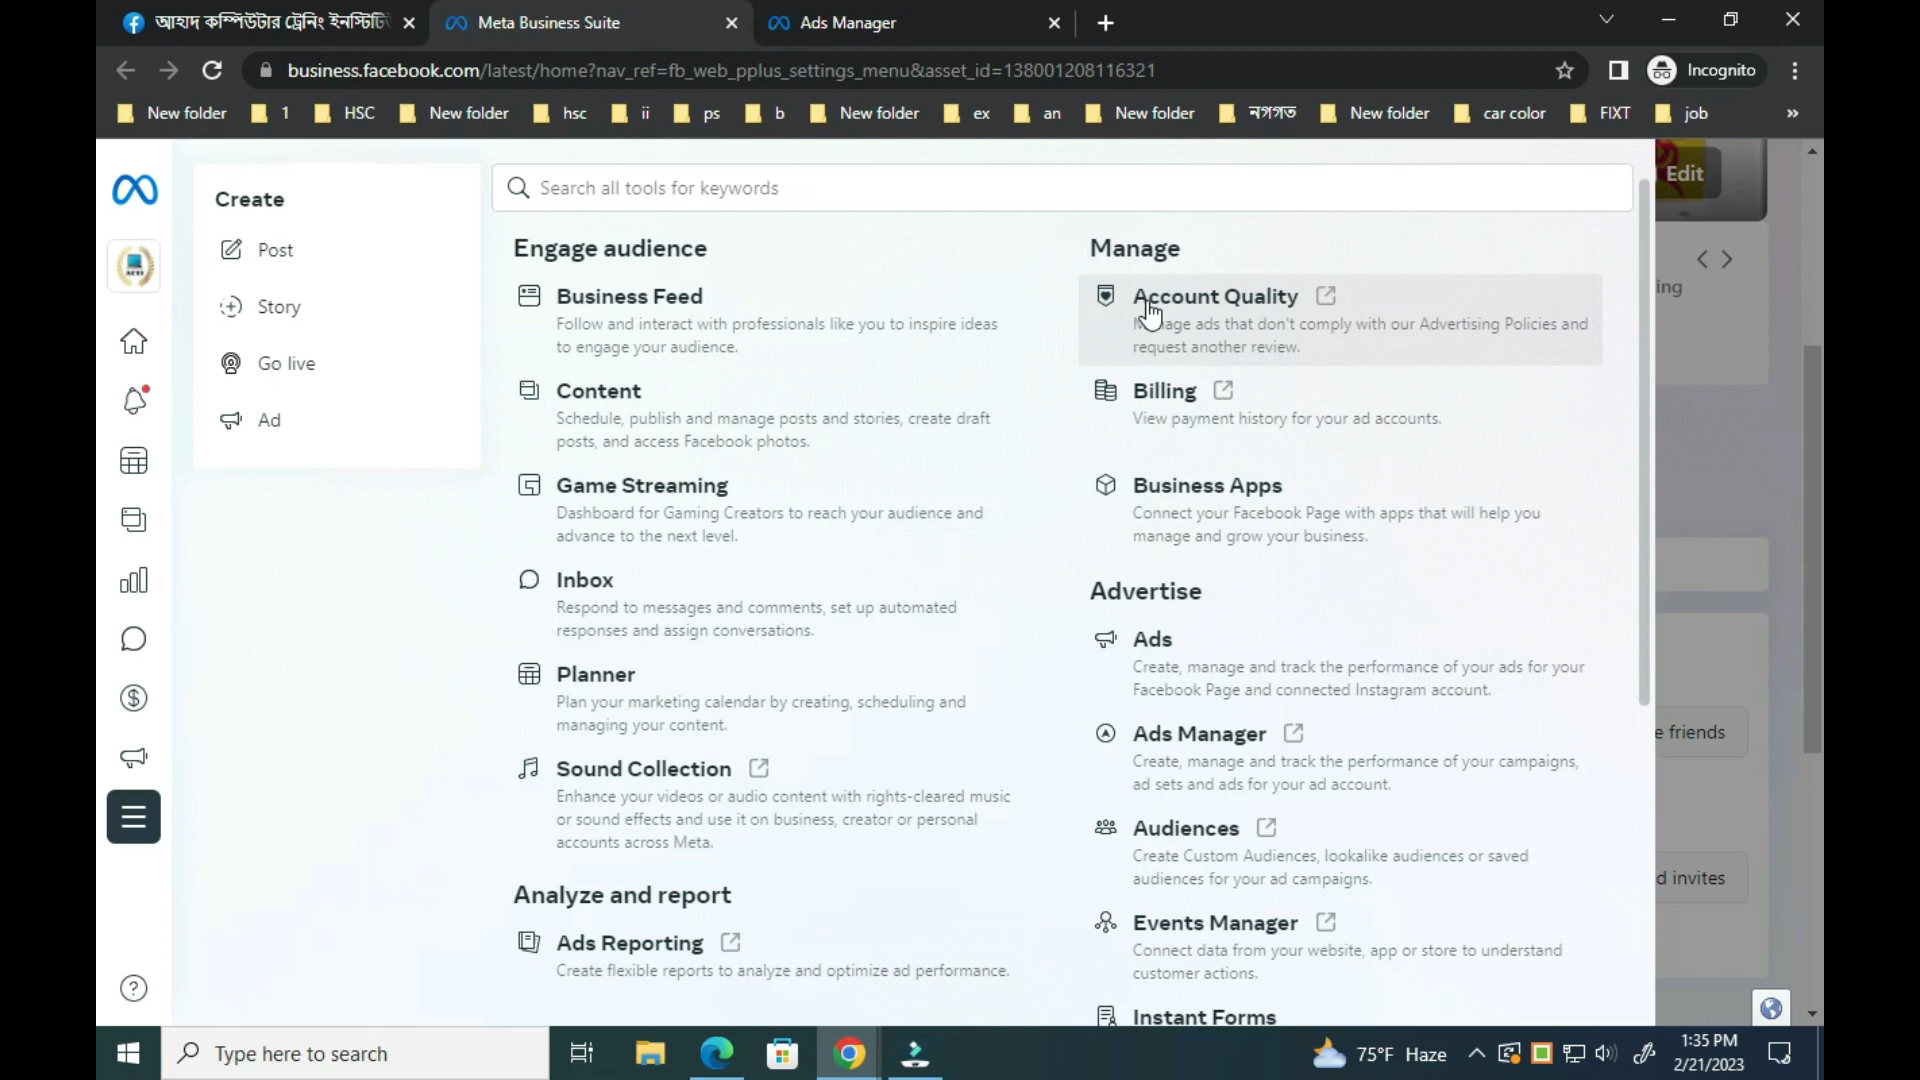 আহাদ কম্পিউটার ট্রেনিং ইনস্টিটি
Meta Business Suite
Ads Manager
business.facebook.com/latest/home?nav_ref=fb_web_pplus_settings_menu&asset_id=138001208116321
Incognito
New folder 1 HSC New folder hsc ii ps b New folder ex an New folder নগগত New folder car color FIXT job »
Create
Post
Story
Go live
Ad
Search all tools for keywords
Engage audience
Business Feed
Follow and interact with professionals like you to inspire ideas
to engage your audience.
Content
Schedule, publish and manage posts and stories, create draft
posts, and access Facebook photos.
Game Streaming
Dashboard for Gaming Creators to reach your audience and
advance to the next level.
Inbox
Respond to messages and comments, set up automated
responses and assign conversations.
Planner
Plan your marketing calendar by creating, scheduling and
managing your content.
Sound Collection
Enhance your videos or audio content with rights-cleared music
or sound effects and use it on business, creator or personal
accounts across Meta.
Analyze and report
Ads Reporting
Create flexible reports to analyze and optimize ad performance.
Manage
Account Quality
age ads that don't comply with our Advertising Policies and
request another review.
Billing
View payment history for your ad accounts.
Business Apps
Connect your Facebook Page with apps that will help you
manage and grow your business.
Advertise
Ads
Create, manage and track the performance of your ads for your
Facebook Page and connected Instagram account.
Ads Manager
Create, manage and track the performance of your campaigns,
ad sets and ads for your ad account.
Audiences
Create Custom Audiences, lookalike audiences or saved
audiences for your ad campaigns.
Events Manager
Connect data from your website, app or store to understand
customer actions.
Instant Forms
Edit
ing
e friends
d invites
Type here to search
75°F Haze
1:35 PM
2/21/2023